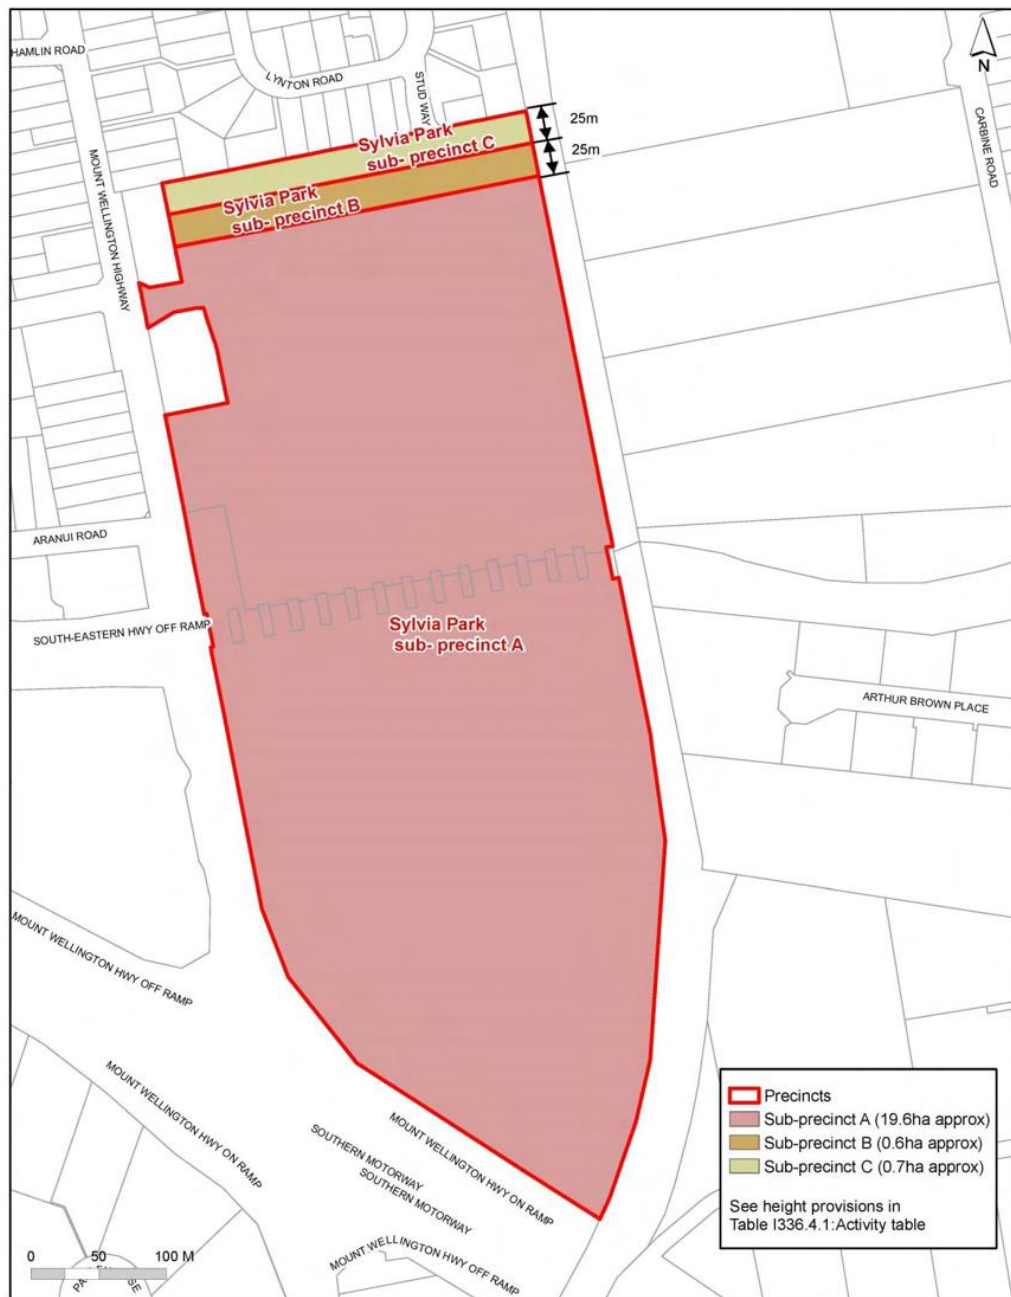 HAMLIN ROAD
LYNTON ROAD
STUD WAY
N
CARBINE ROAD
25m
25m
MOUNT WELLINGTON HIGHWAY
Sylvia Park
sub- precinct C
Sylvia Park
sub- precinct B
ARANUI ROAD
SOUTH-EASTERN HWY OFF RAMP
Sylvia Park
sub- precinct A
ARTHUR BROWN PLACE
MOUNT WELLINGTON HWY OFF RAMP
MOUNT WELLINGTON HWY ON RAMP
MOUNT WELLINGTON HWY ON RAMP
SOUTHERN MOTORWAY
SOUTHERN MOTORWAY
MOUNT WELLINGTON HWY OFF RAMP
Precincts
Sub-precinct A (19.6ha approx)
Sub-precinct B (0.6ha approx)
Sub-precinct C (0.7ha approx)
See height provisions in
Table I336.4.1:Activity table
0 50 100 M